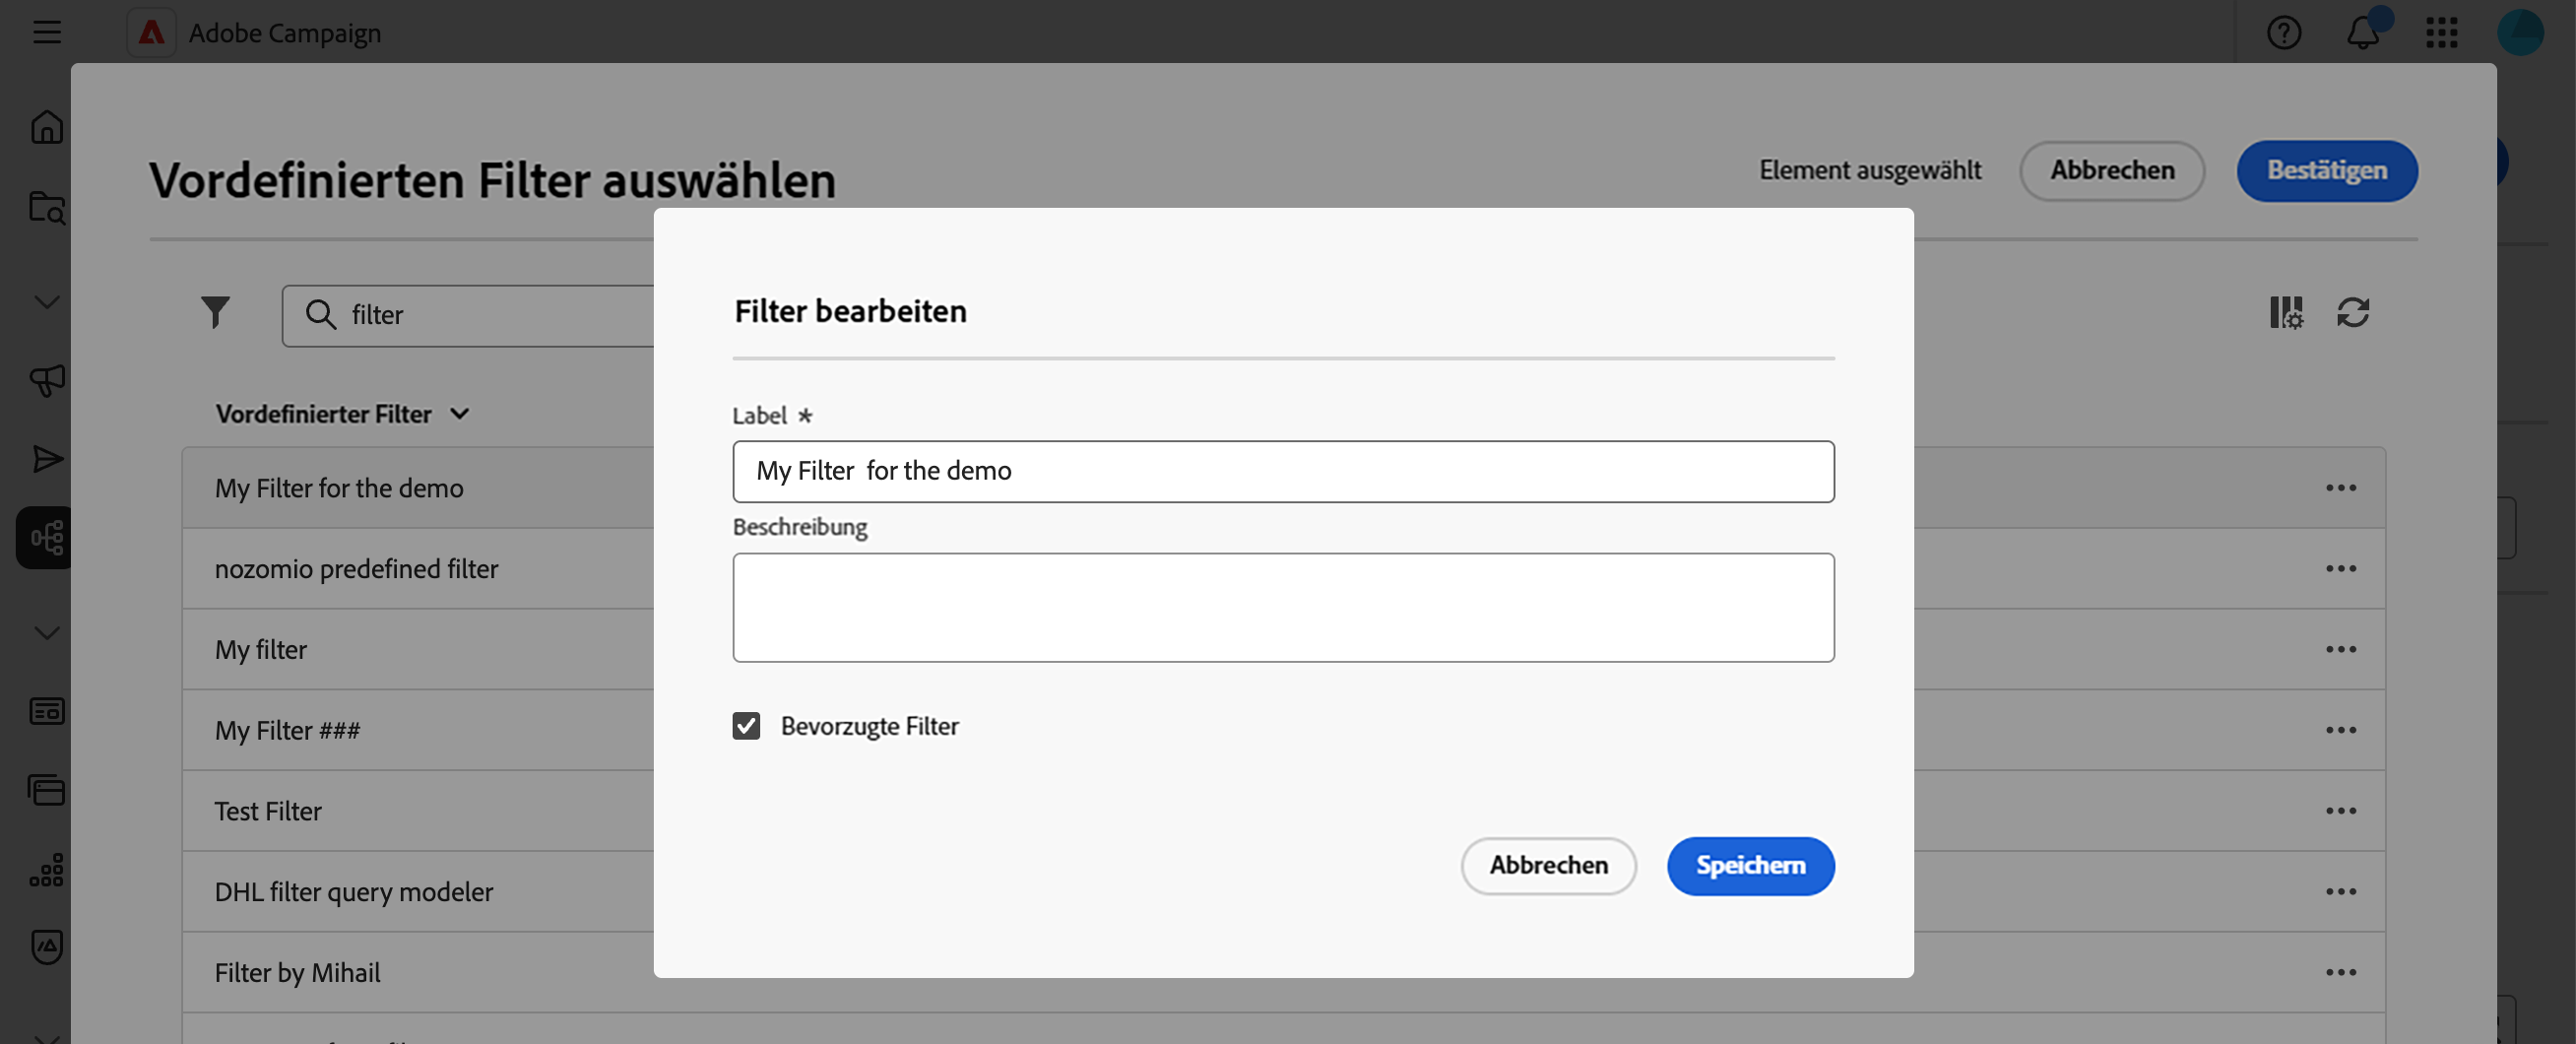 Adobe Campaign
Vordefinierten Filter auswählen
Element ausgewählt
Abbrechen
Bestätigen
filter
Vordefinierter Filter
My Filter for the demo
nozomio predefined filter
My filter
My Filter ###
Test Filter
DHL filter query modeler
Filter by Mihail
Filter bearbeiten
Label *
My Filter  for the demo
Beschreibung
Bevorzugte Filter
Abbrechen
Speichern